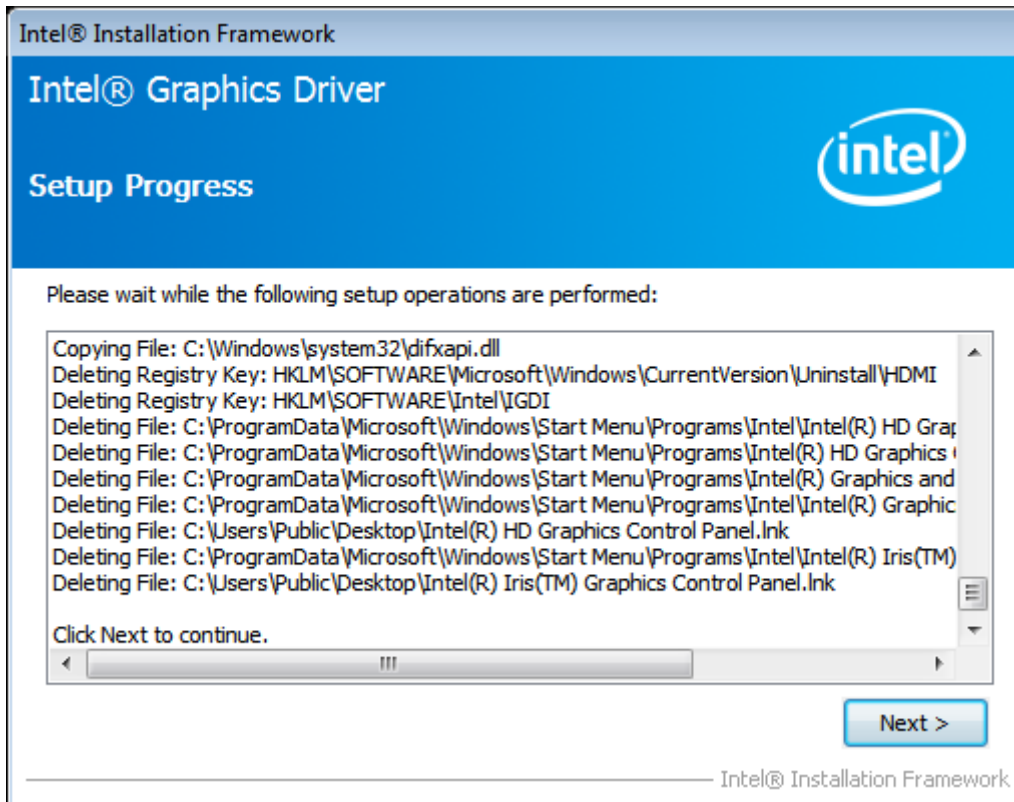 Intel® Installation Framework
Intel® Graphics Driver
intel
Setup Progress
Please wait while the following setup operations are performed:
Copying File: C:\Windows\system32\difxapi.dll
Deleting Registry Key: HKLM\SOFTWARE\Microsoft\Windows\CurrentVersion\Uninstall\HDMI
Deleting Registry Key: HKLM\SOFTWARE\Intel\IGDI
Deleting File: C:\ProgramData\Microsoft\Windows\Start Menu\Programs\Intel\Intel(R) HD Grap
Deleting File: C:\ProgramData\Microsoft\Windows\Start Menu\Programs\Intel(R) HD Graphics
Deleting File: C:\ProgramData\Microsoft\Windows\Start Menu\Programs\Intel(R) Graphics and
Deleting File: C:\ProgramData\Microsoft\Windows\Start Menu\Programs\Intel\Intel(R) Graphic
Deleting File: C:\Users\Public\Desktop\Intel(R) HD Graphics Control Panel.lnk
Deleting File: C:\ProgramData\Microsoft\Windows\Start Menu\Programs\Intel\Intel(R) Iris(TM)
Deleting File: C:\Users\Public\Desktop\Intel(R) Iris(TM) Graphics Control Panel.lnk
Click Next to continue.
Next >
Intel® Installation Framework